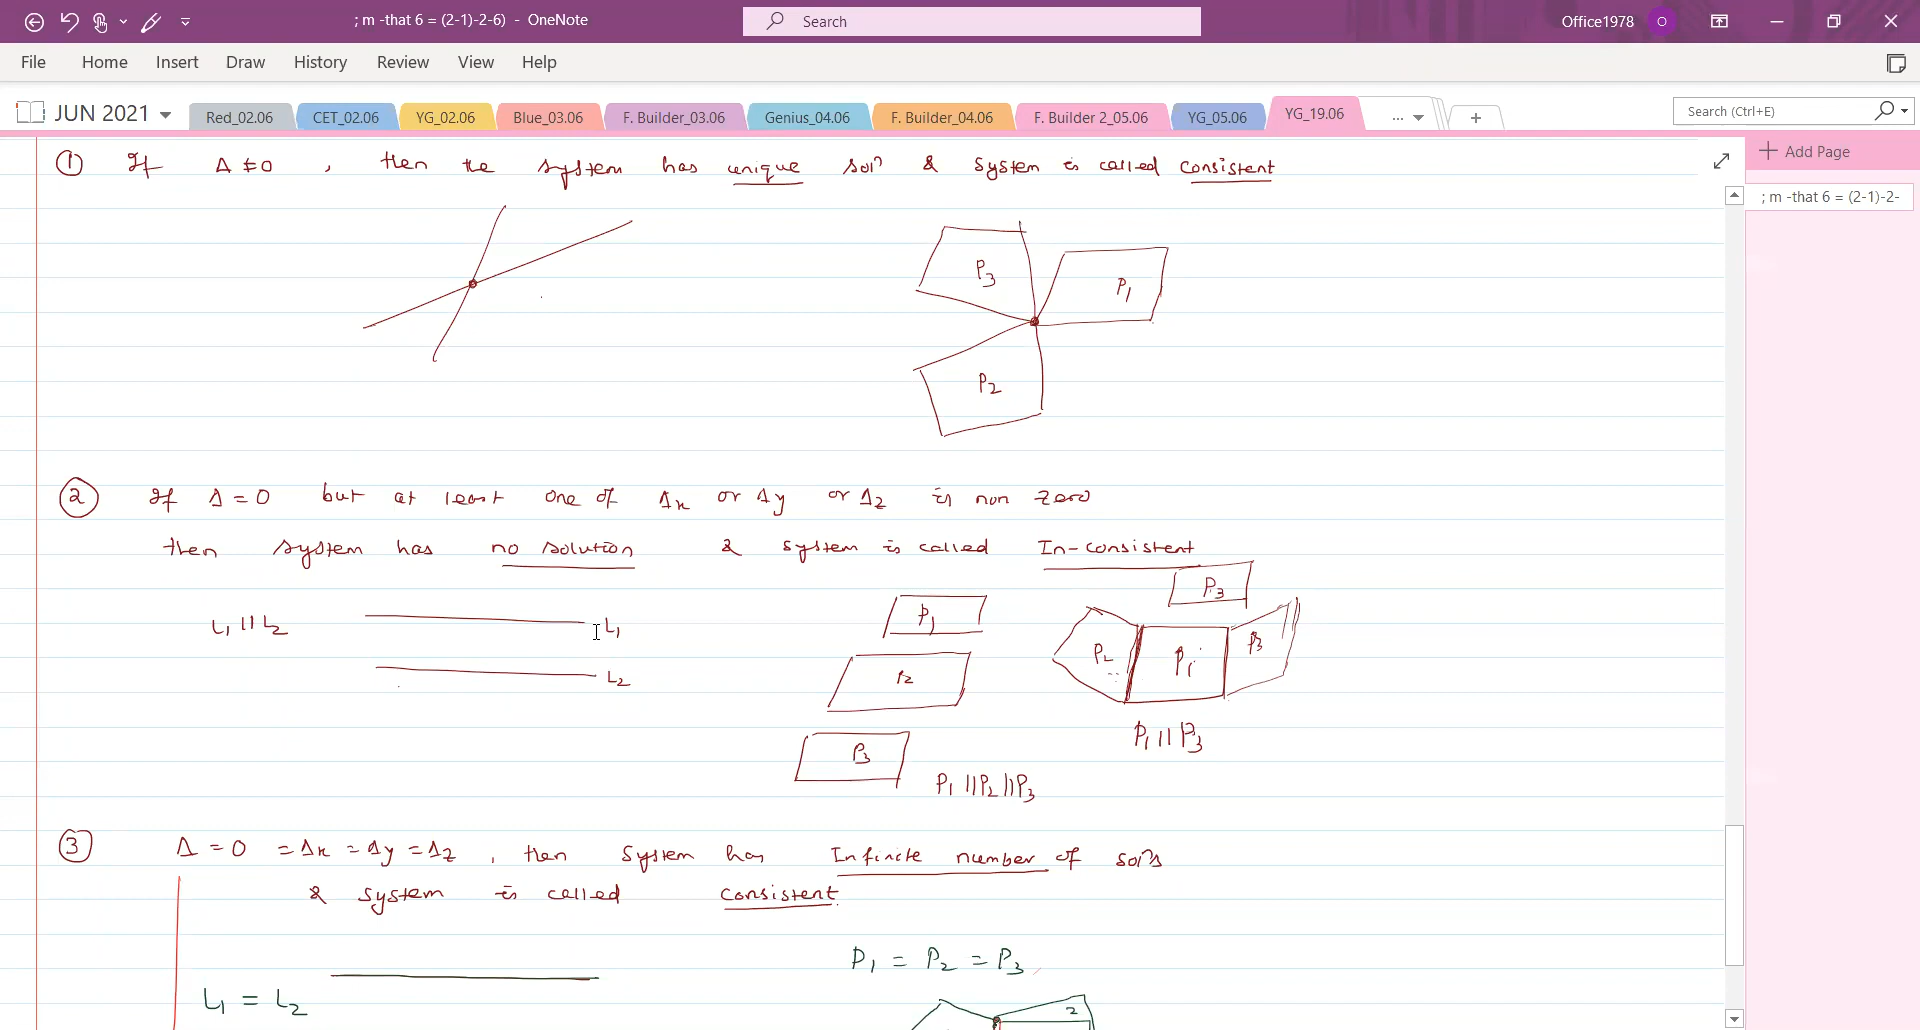 ; m -that 6 = (2-1)-2-6) - OneNote
Search
Office1978 O
File Home Insert Draw History Review View Help
JUN 2021 Red_02.06 CET_02.06 YG_02.06 Blue_03.06 F. Builder_03.06 Genius_04.06 F. Builder_04.06 F. Builder 2_05.06 YG_05.06 YG_19.06 ... + Search (Ctrl+E)
+ Add Page
; m -that 6 = (2-1)-2-
① If Δ ≠ 0 , then the system has unique solⁿ & system is called consistent
P3
P1
P2
② If Δ = 0 but at least one of Δx or Δy or Δz is non zero
then system has no solution & system is called In-consistent
L1 || L2
L1
L2
P1
P2
P3
P1 || P2 || P3
P3
P2 P1 P3
P1 || P3
③ Δ = 0 = Δx = Δy = Δz , then system has Infinite number of solⁿs
& system is called consistent.
P1 = P2 = P3
L1 = L2
2